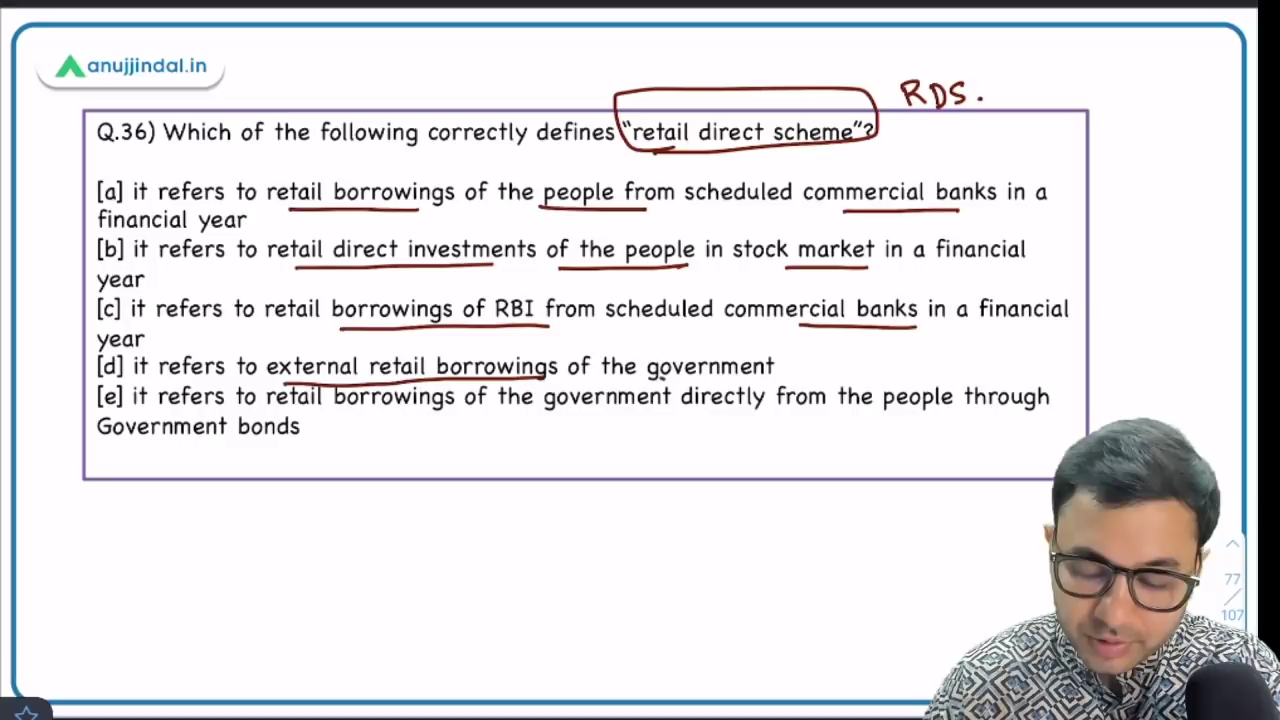 anujjindal.in
RDS.
Q.36) Which of the following correctly defines “retail direct scheme”?
[a] it refers to retail borrowings of the people from scheduled commercial banks in a
financial year
[b] it refers to retail direct investments of the people in stock market in a financial
year
[c] it refers to retail borrowings of RBI from scheduled commercial banks in a financial
year
[d] it refers to external retail borrowings of the government
[e] it refers to retail borrowings of the government directly from the people through
Government bonds
77
/
107